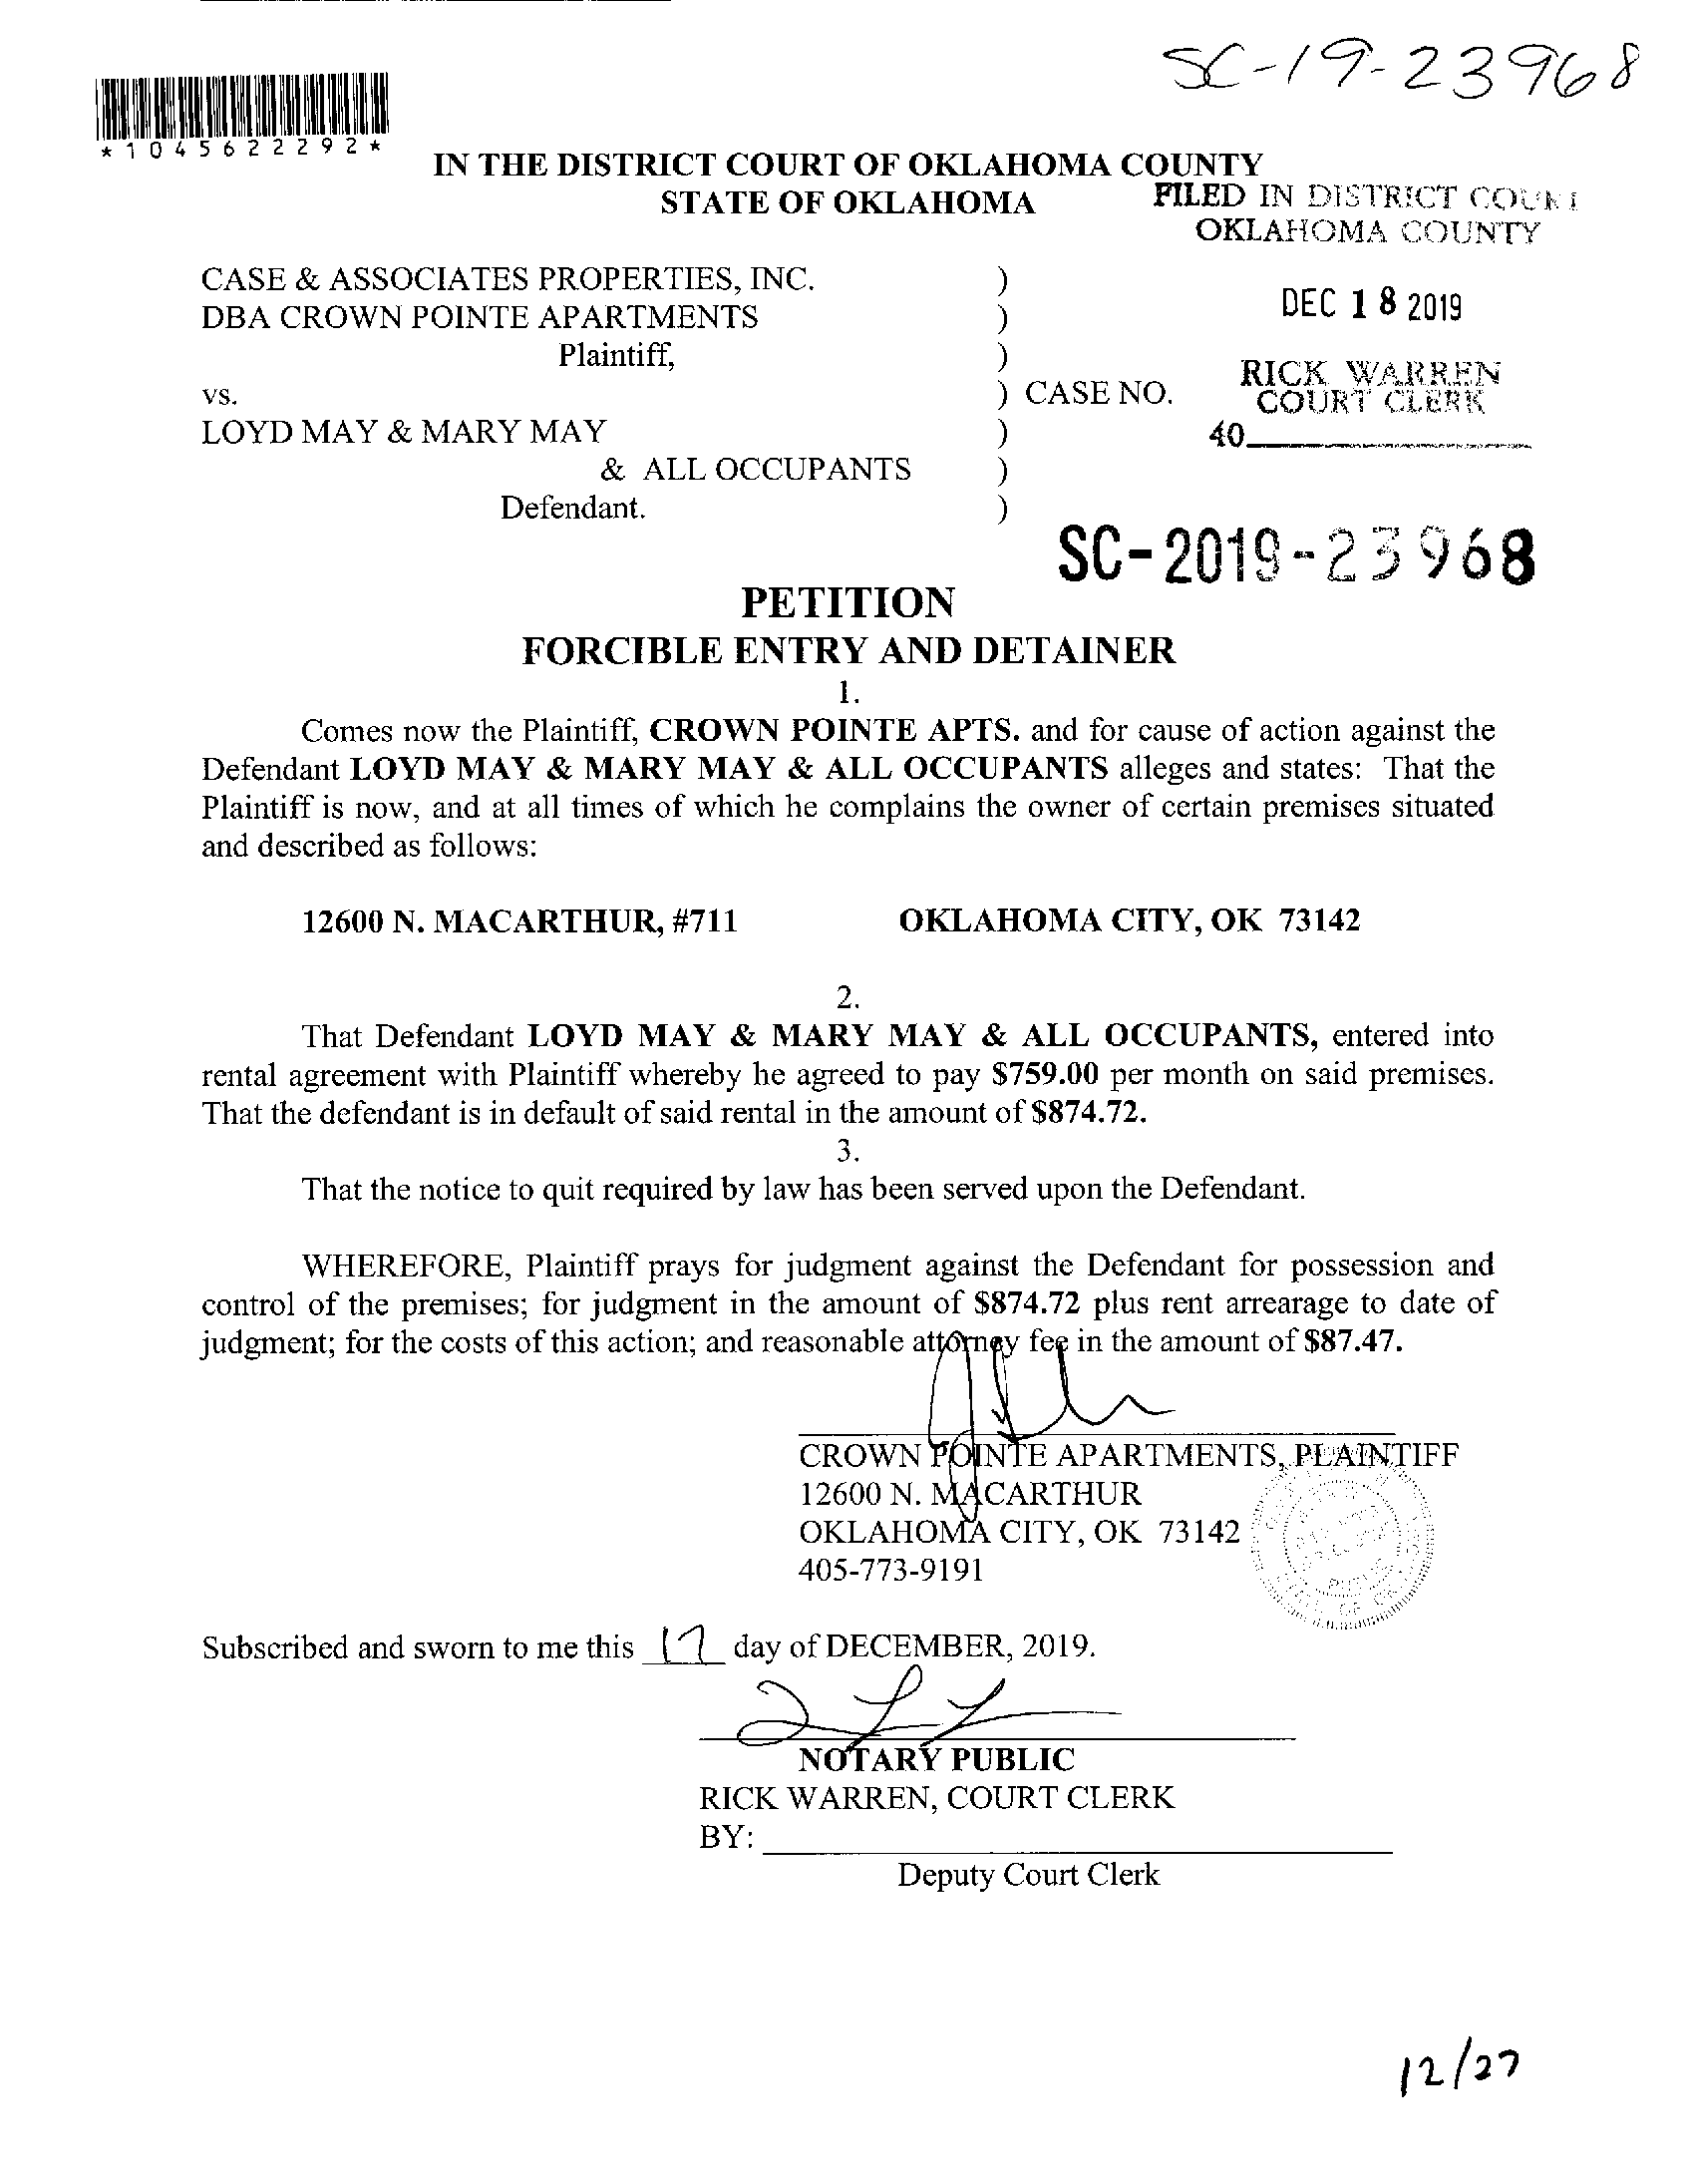 SC-19-23968
*1045622292*
IN THE DISTRICT COURT OF OKLAHOMA COUNTY
STATE OF OKLAHOMA
FILED IN DISTRICT COURT
OKLAHOMA COUNTY
CASE & ASSOCIATES PROPERTIES, INC. )
DBA CROWN POINTE APARTMENTS )
DEC 18 2019
Plaintiff, )
vs. ) CASE NO.
RICK WARREN
COURT CLERK
LOYD MAY & MARY MAY )
40
& ALL OCCUPANTS )
Defendant. )
SC-2019-23968
PETITION
FORCIBLE ENTRY AND DETAINER
1.
Comes now the Plaintiff, CROWN POINTE APTS. and for cause of action against the
Defendant LOYD MAY & MARY MAY & ALL OCCUPANTS alleges and states: That the
Plaintiff is now, and at all times of which he complains the owner of certain premises situated
and described as follows:
12600 N. MACARTHUR, #711 OKLAHOMA CITY, OK 73142
2.
That Defendant LOYD MAY & MARY MAY & ALL OCCUPANTS, entered into
rental agreement with Plaintiff whereby he agreed to pay $759.00 per month on said premises.
That the defendant is in default of said rental in the amount of $874.72.
3.
That the notice to quit required by law has been served upon the Defendant.
WHEREFORE, Plaintiff prays for judgment against the Defendant for possession and
control of the premises; for judgment in the amount of $874.72 plus rent arrearage to date of
judgment; for the costs of this action; and reasonable attorney fee in the amount of $87.47.
CROWN POINTE APARTMENTS, PLAINTIFF
12600 N. MACARTHUR
OKLAHOMA CITY, OK 73142
405-773-9191
Subscribed and sworn to me this 17 day of DECEMBER, 2019.
NOTARY PUBLIC
RICK WARREN, COURT CLERK
BY:
Deputy Court Clerk
12/27